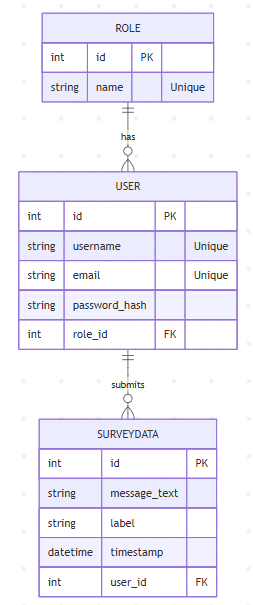 ROLE
int id PK
string name Unique
has
USER
int id PK
string username Unique
string email Unique
string password_hash
int role_id FK
submits
SURVEYDATA
int id PK
string message_text
string label
datetime timestamp
int user_id FK